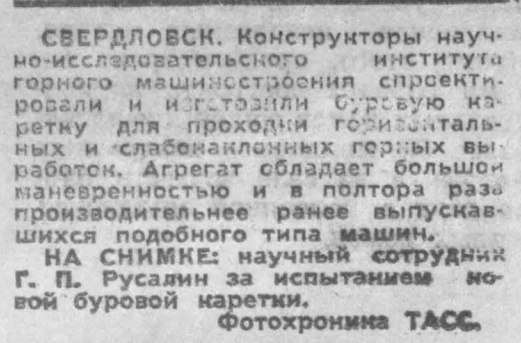 СВЕРДЛОВСК. Конструкторы науч-
но-исследовательского института
горного машиностроения спроекти-
ровали и изготовили буровую ка-
ретку для проходки горизонталь-
ных и слабонаклонных горных вы-
работок. Агрегат обладает большой
маневренностью и в полтора раза
производительнее ранее выпускав-
шихся подобного типа машин.
НА СНИМКЕ: научный сотрудник
Г. П. Русалин за испытанием но-
вой буровой каретки.
Фотохроника ТАСС.